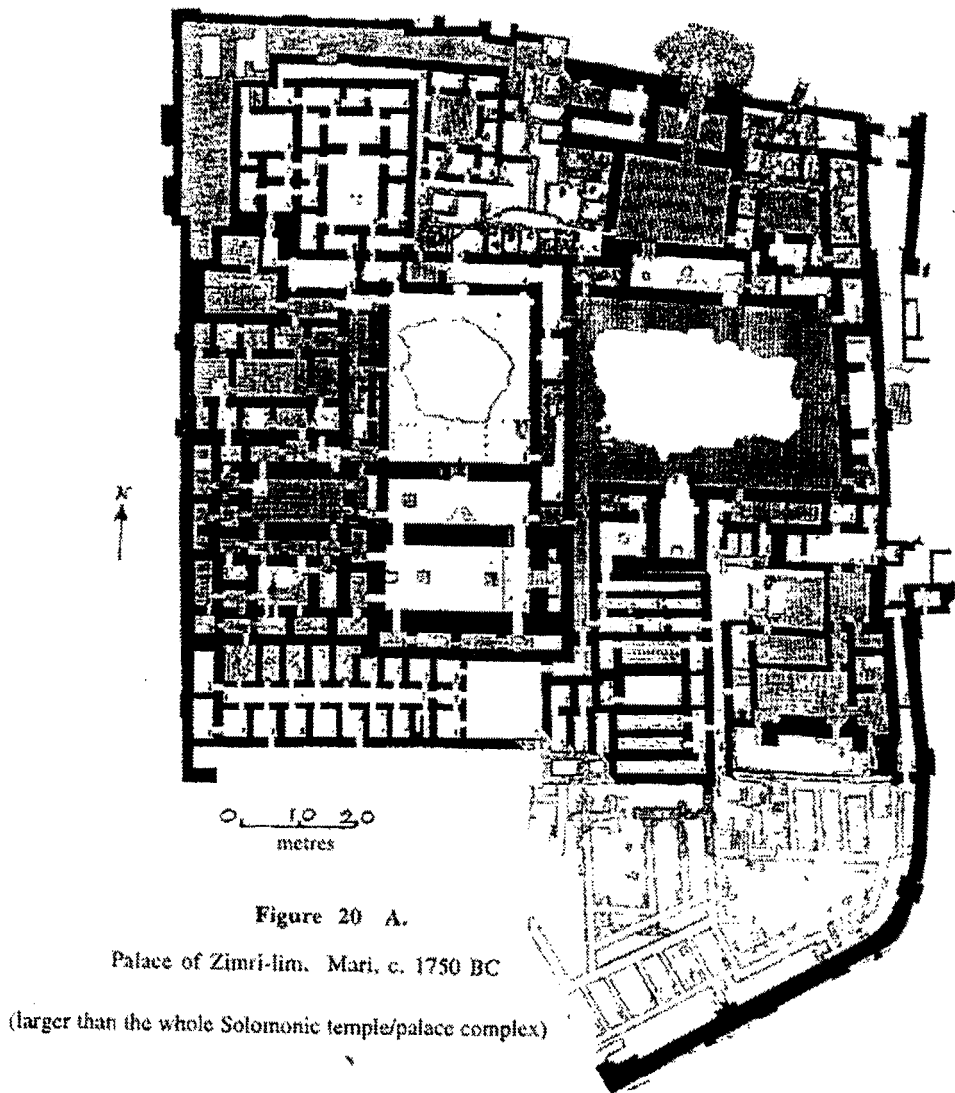 N
0 10 20
metres
Figure 20 A.
Palace of Zimri-lim. Mari, c. 1750 BC
(larger than the whole Solomonic temple/palace complex)